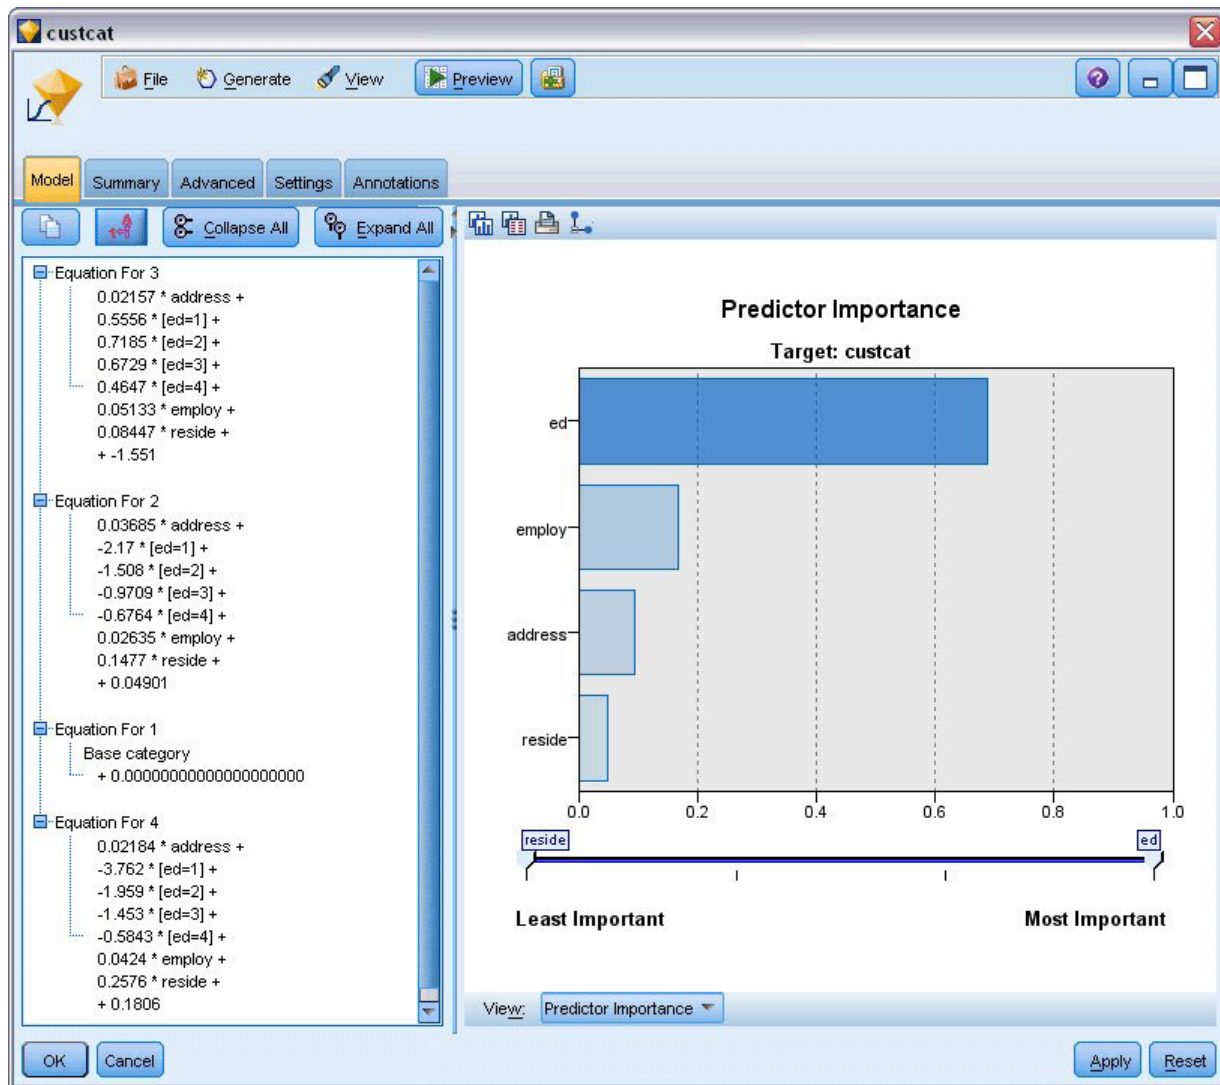 custcat
File Generate View Preview
Model Summary Advanced Settings Annotations
Collapse All Expand All
Equation For 3
0.02157 * address +
0.5556 * [ed=1] +
0.7185 * [ed=2] +
0.6729 * [ed=3] +
0.4647 * [ed=4] +
0.05133 * employ +
0.08447 * reside +
+ -1.551
Equation For 2
0.03685 * address +
-2.17 * [ed=1] +
-1.508 * [ed=2] +
-0.9709 * [ed=3] +
-0.6764 * [ed=4] +
0.02635 * employ +
0.1477 * reside +
+ 0.04901
Equation For 1
Base category
+ 0.00000000000000000000
Equation For 4
0.02184 * address +
-3.762 * [ed=1] +
-1.959 * [ed=2] +
-1.453 * [ed=3] +
-0.5843 * [ed=4] +
0.0424 * employ +
0.2576 * reside +
+ 0.1806
Predictor Importance
Target: custcat
ed
employ
address
reside
0.0 0.2 0.4 0.6 0.8 1.0
reside ed
Least Important Most Important
View: Predictor Importance
OK Cancel Apply Reset